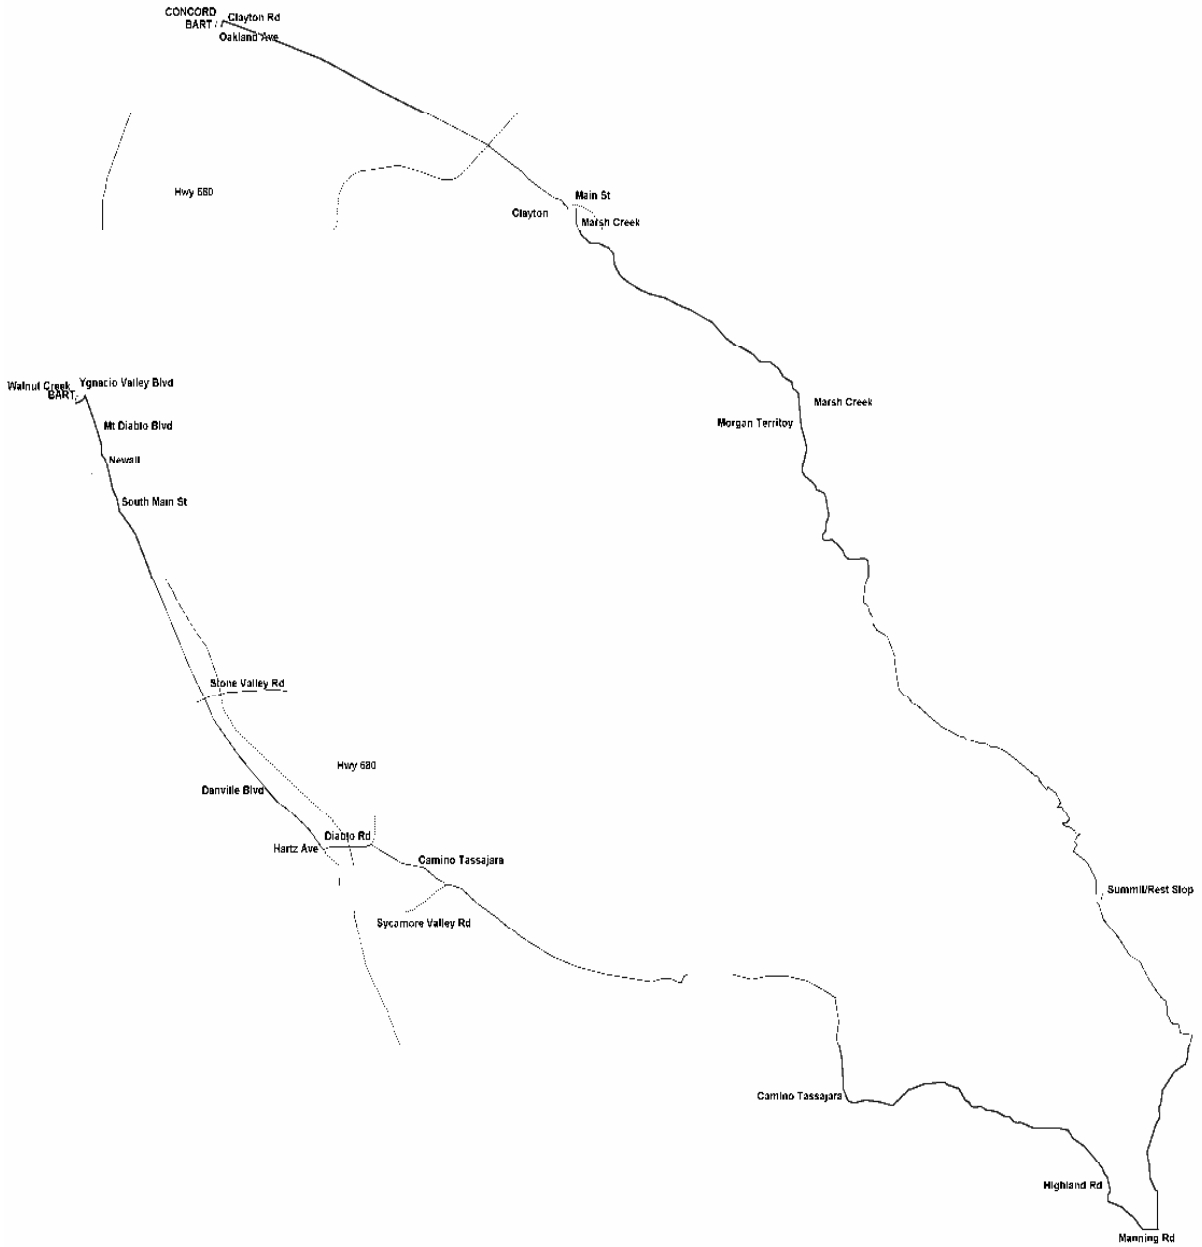 CONCORD
BART
Clayton Rd
Oakland Ave
Hwy 680
Main St
Clayton
Marsh Creek
Walnut Creek
BART
Ygnacio Valley Blvd
Marsh Creek
Morgan Territoy
Mt Diablo Blvd
Newall
South Main St
Stone Valley Rd
Hwy 680
Danville Blvd
Diablo Rd
Hartz Ave
Camino Tassajara
Summit/Rest Stop
Sycamore Valley Rd
Camino Tassajara
Highland Rd
Manning Rd